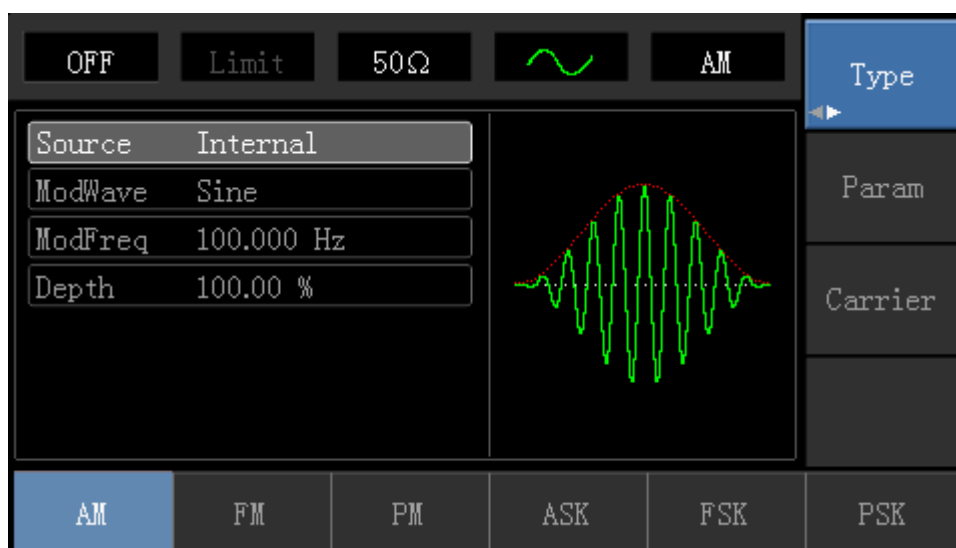 OFF Limit 50Ω AM
Type
Source Internal
ModWave Sine
ModFreq 100.000 Hz
Depth 100.00 %
Param
Carrier
AM FM PM ASK FSK PSK